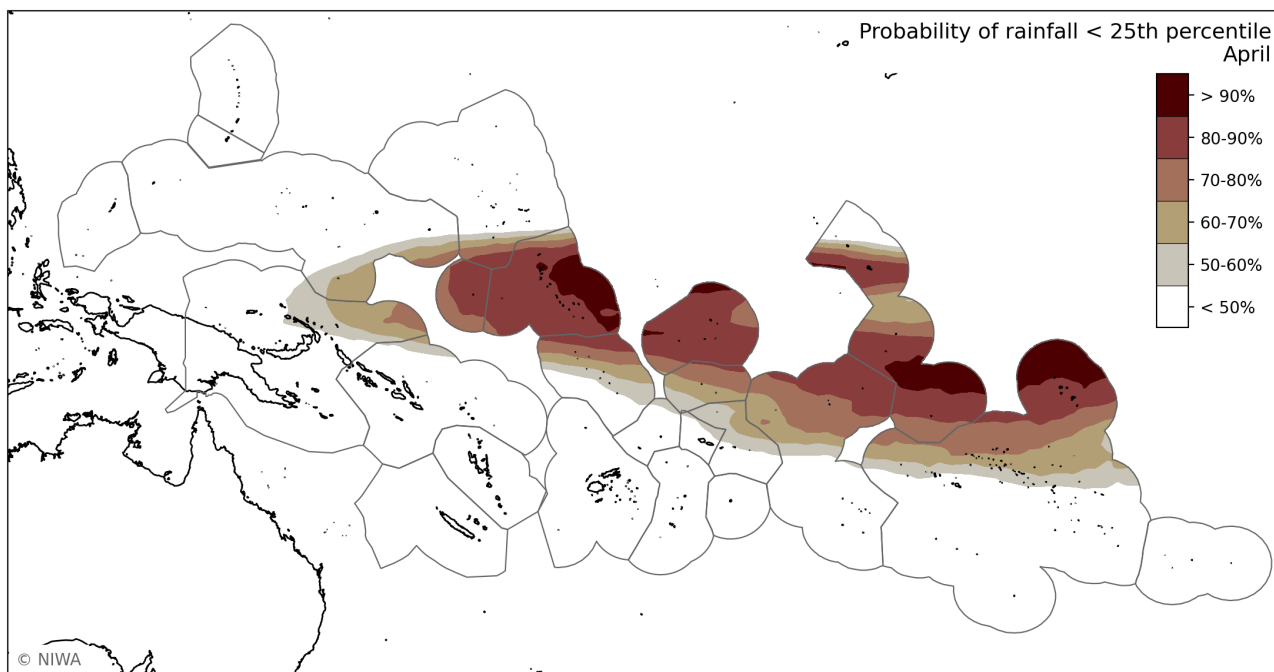 Probability of rainfall < 25th percentile
April
> 90%
80-90%
70-80%
60-70%
50-60%
< 50%
© NIWA